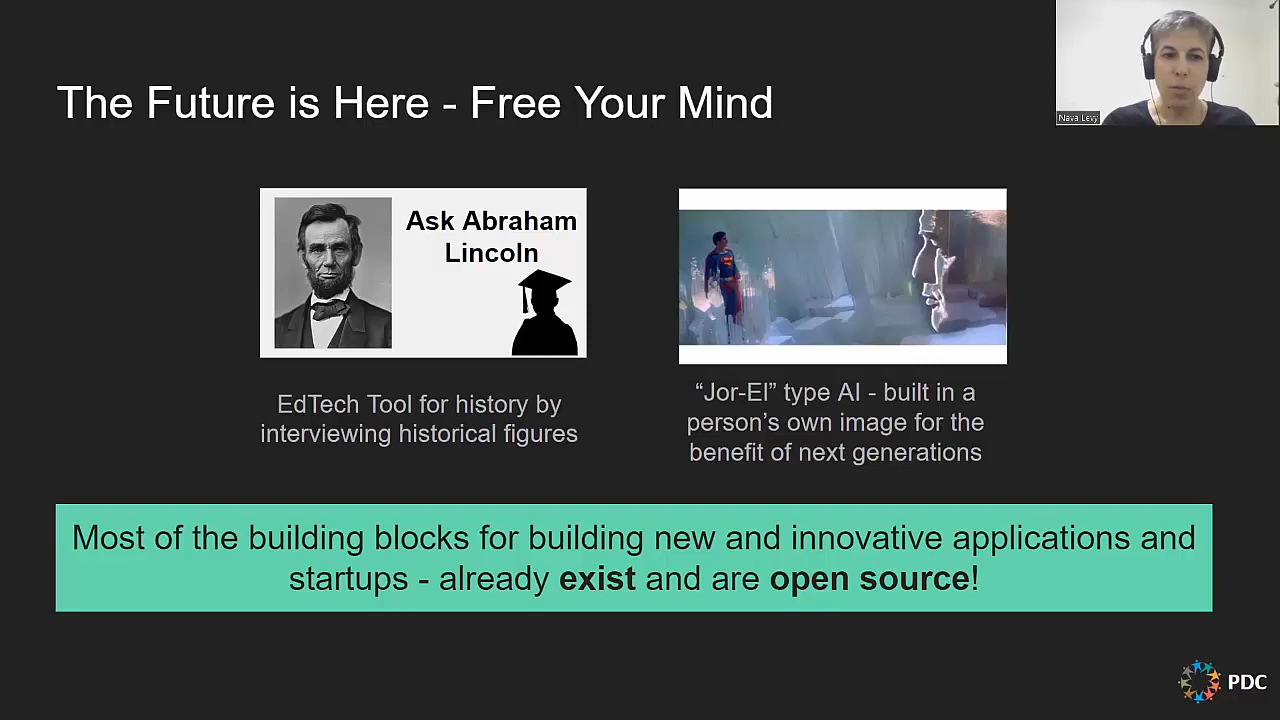 The Future is Here - Free Your Mind
Nava Levy
Ask Abraham
Lincoln
EdTech Tool for history by
interviewing historical figures
“Jor-El” type AI - built in a
person’s own image for the
benefit of next generations
Most of the building blocks for building new and innovative applications and
startups - already exist and are open source!
PDC